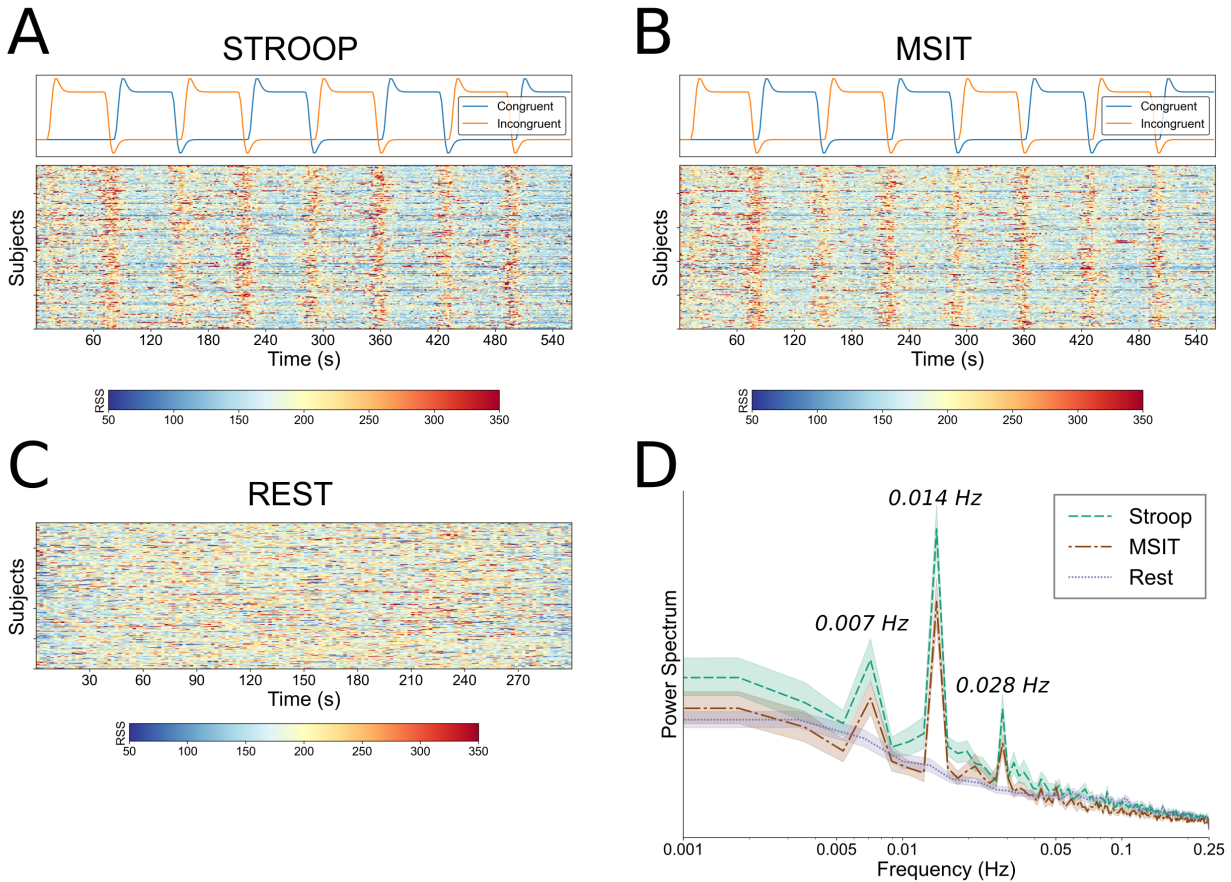 A
STROOP
Congruent
Incongruent
Subjects
60 120 180 240 300 360 420 480 540
Time (s)
RSS
50 100 150 200 250 300 350
B
MSIT
Congruent
Incongruent
Subjects
60 120 180 240 300 360 420 480 540
Time (s)
RSS
50 100 150 200 250 300 350
C
REST
Subjects
30 60 90 120 150 180 210 240 270
Time (s)
RSS
50 100 150 200 250 300 350
D
0.014 Hz
0.007 Hz
0.028 Hz
Stroop
MSIT
Rest
Power Spectrum
0.001 0.005 0.01 0.05 0.1 0.25
Frequency (Hz)